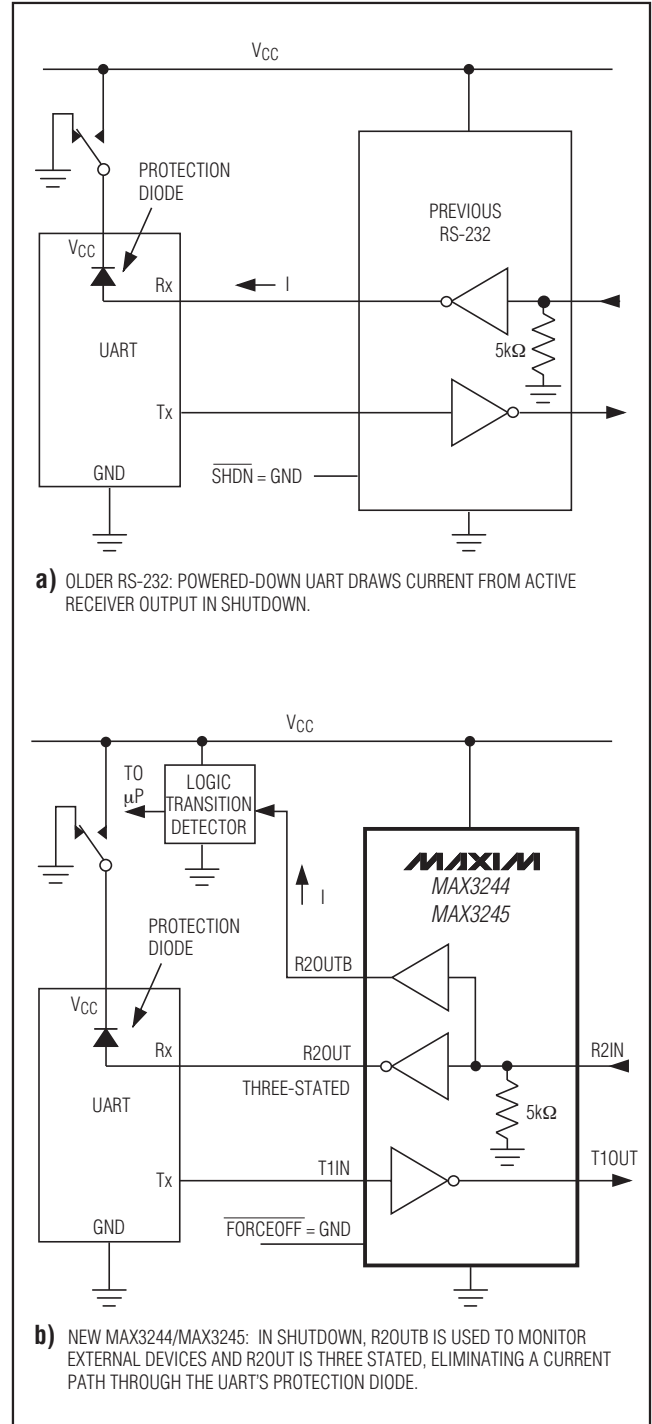 VCC
PROTECTION
DIODE
PREVIOUS
RS-232
VCC
Rx
I
UART
5kΩ
Tx
GND
SHDN = GND
a) OLDER RS-232: POWERED-DOWN UART DRAWS CURRENT FROM ACTIVE
RECEIVER OUTPUT IN SHUTDOWN.
VCC
TO
µP
LOGIC
TRANSITION
DETECTOR
MAXIM
MAX3244
MAX3245
I
PROTECTION
DIODE
R2OUTB
VCC
Rx
R2OUT
R2IN
THREE-STATED
UART
5kΩ
Tx
T1IN
T1OUT
GND
FORCEOFF = GND
b) NEW MAX3244/MAX3245: IN SHUTDOWN, R2OUTB IS USED TO MONITOR
EXTERNAL DEVICES AND R2OUT IS THREE STATED, ELIMINATING A CURRENT
PATH THROUGH THE UART'S PROTECTION DIODE.